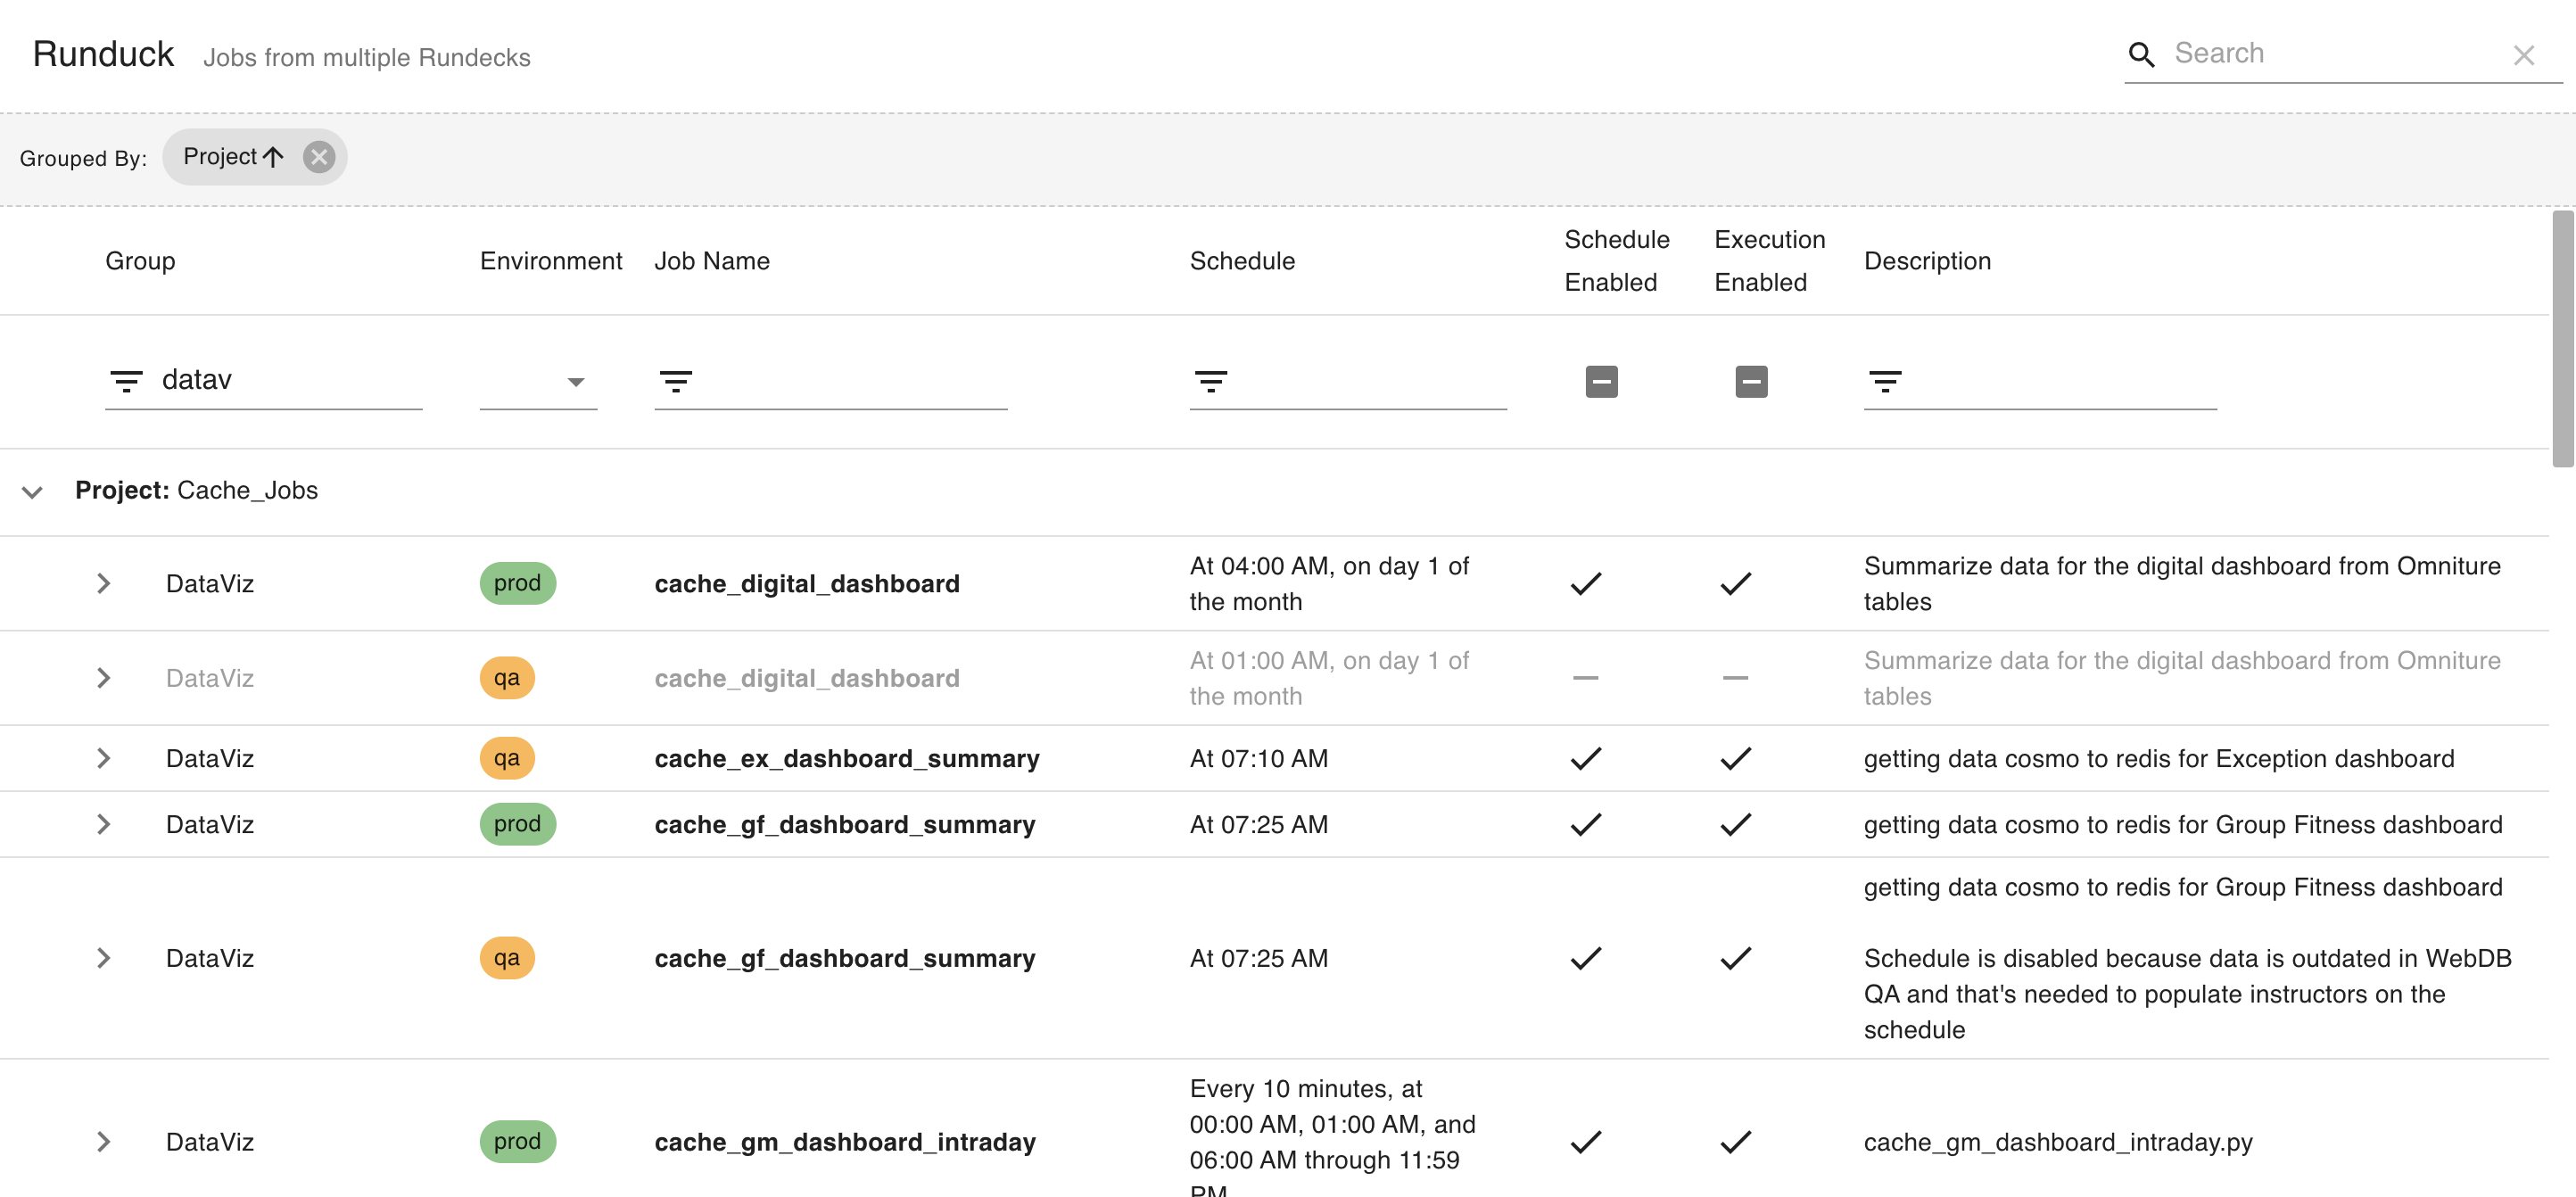 Runduck Jobs from multiple Rundecks
Search
Grouped By: Project
Group Environment Job Name Schedule Schedule Enabled Execution Enabled Description
datav
Project: Cache_Jobs
DataViz prod cache_digital_dashboard At 04:00 AM, on day 1 of
the month
Summarize data for the digital dashboard from Omniture
tables
DataViz qa cache_digital_dashboard At 01:00 AM, on day 1 of
the month
Summarize data for the digital dashboard from Omniture
tables
DataViz qa cache_ex_dashboard_summary At 07:10 AM getting data cosmo to redis for Exception dashboard
DataViz prod cache_gf_dashboard_summary At 07:25 AM getting data cosmo to redis for Group Fitness dashboard
DataViz qa cache_gf_dashboard_summary At 07:25 AM
getting data cosmo to redis for Group Fitness dashboard
Schedule is disabled because data is outdated in WebDB
QA and that's needed to populate instructors on the
schedule
DataViz prod cache_gm_dashboard_intraday
Every 10 minutes, at
00:00 AM, 01:00 AM, and
06:00 AM through 11:59
PM
cache_gm_dashboard_intraday.py